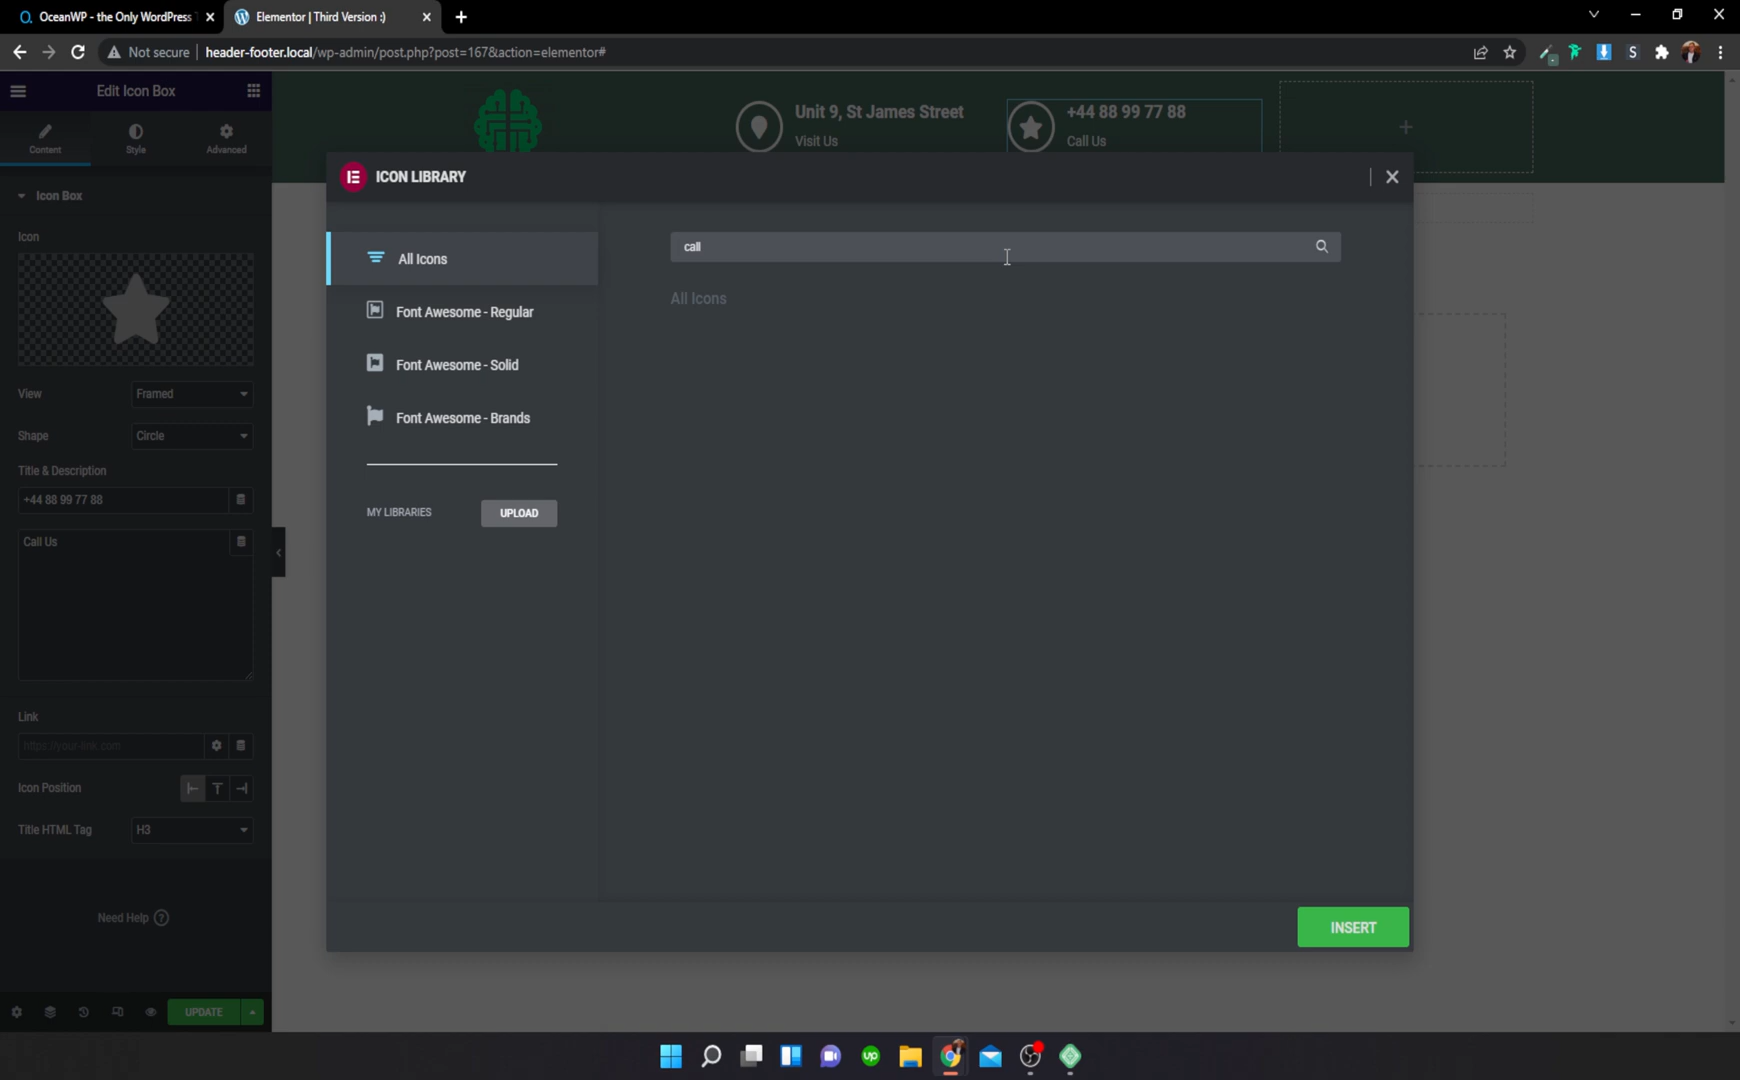 OceanWP - the Only WordPress T
Elementor | Third Version :)
Not secure
header-footer.local/wp-admin/post.php?post=167&action=elementor#
Edit Icon Box
Content
Style
Advanced
Unit 9, St James Street
Visit Us
+44 88 99 77 88
Call Us
ICON LIBRARY
Icon Box
Icon
View
Framed
Shape
Circle
Title & Description
+44 88 99 77 88
Call Us
Link
https://your-link.com
Icon Position
Title HTML Tag
H3
Need Help
UPDATE
All Icons
Font Awesome - Regular
Font Awesome - Solid
Font Awesome - Brands
MY LIBRARIES
UPLOAD
call
All Icons
INSERT